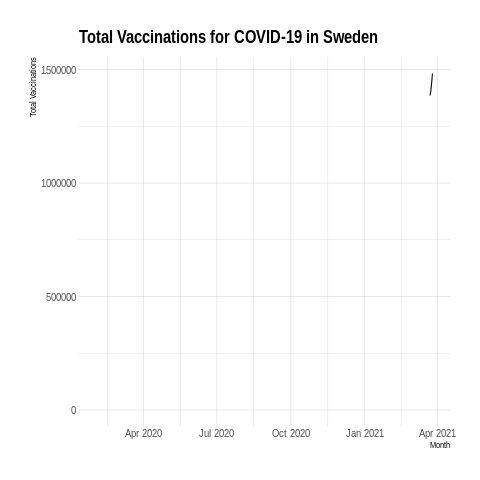 Total Vaccinations for COVID-19 in Sweden
Total Vaccinations
1500000
1000000
500000
0
Apr 2020 Jul 2020 Oct 2020 Jan 2021 Apr 2021
Month